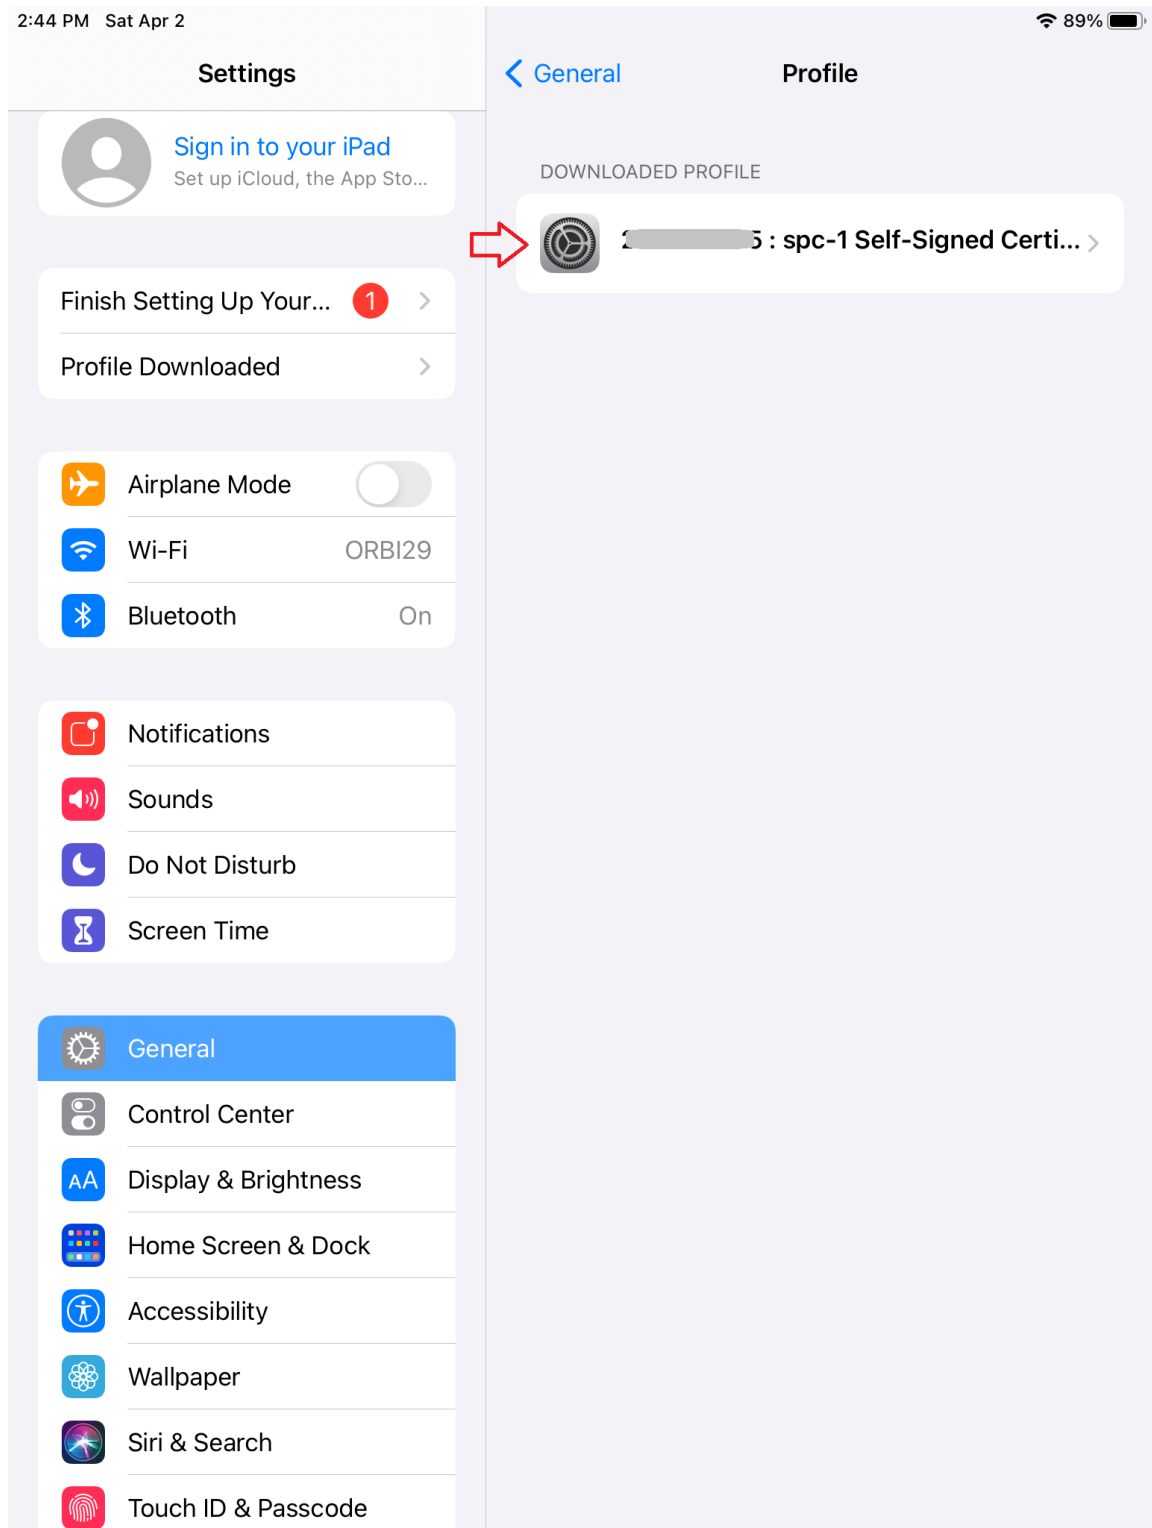 2:44 PM Sat Apr 2
89%
Settings
Sign in to your iPad
Set up iCloud, the App Sto...
Finish Setting Up Your... 1
Profile Downloaded
Airplane Mode
Wi-Fi ORBI29
Bluetooth On
Notifications
Sounds
Do Not Disturb
Screen Time
General
Control Center
AA Display & Brightness
Home Screen & Dock
Accessibility
Wallpaper
Siri & Search
Touch ID & Passcode
General Profile
DOWNLOADED PROFILE
: spc-1 Self-Signed Certi...